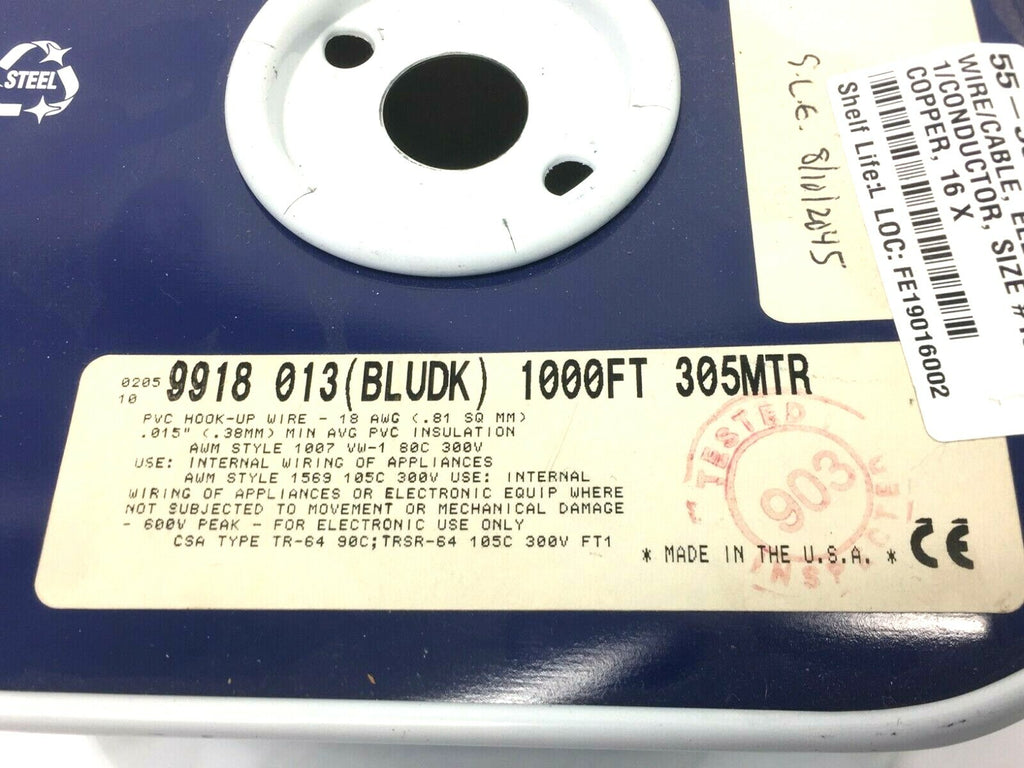 STEEL
S.L.E. 8/10/2045
55-
WIRE/CABLE,
1/CONDUCTOR, SIZE
COPPER, 16 X
Shelf Life:L LOC: FE19016002
0205 9918 013(BLUDK) 1000FT 305MTR
10
PVC HOOK-UP WIRE - 18 AWG (.81 SQ MM)
.015" (.38MM) MIN AVG PVC INSULATION
AWM STYLE 1007 VW-1 80C 300V
USE: INTERNAL WIRING OF APPLIANCES
AWM STYLE 1569 105C 300V USE: INTERNAL
WIRING OF APPLIANCES OR ELECTRONIC EQUIP WHERE
NOT SUBJECTED TO MOVEMENT OR MECHANICAL DAMAGE
- 600V PEAK - FOR ELECTRONIC USE ONLY
CSA TYPE TR-64 90C;TRSR-64 105C 300V FT1
* MADE IN THE U.S.A. * CE
TESTED
903
INSPECTED